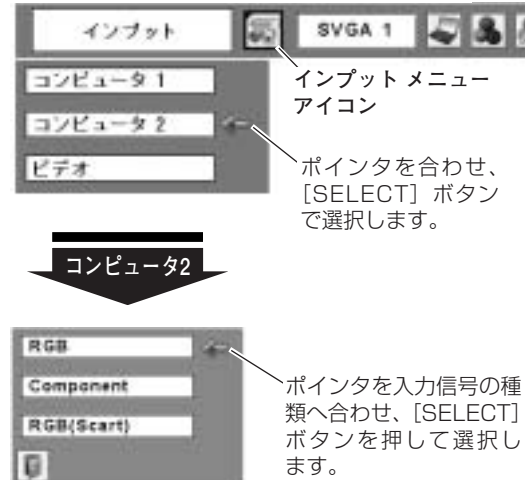 インプット
SVGA 1
コンピュータ 1
コンピュータ 2
ビデオ
インプット メニュー
アイコン
ポインタを合わせ、
［SELECT］ボタン
で選択します。
コンピュータ2
RGB
Component
RGB(Scart)
ポインタを入力信号の種
類へ合わせ、［SELECT］
ボタンを押して選択し
ます。